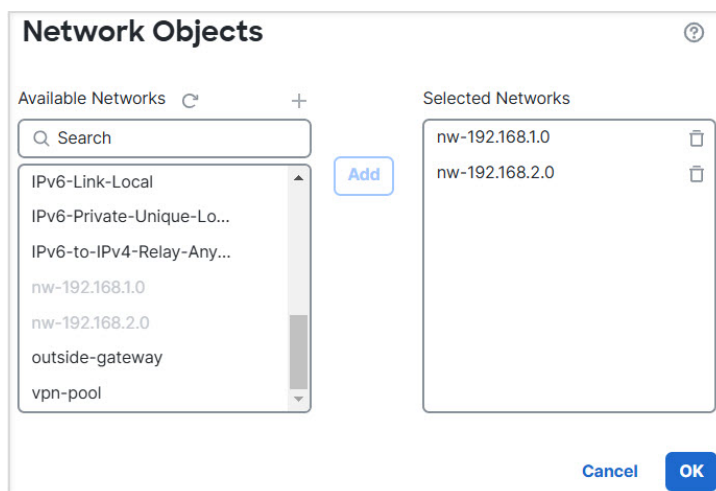 Network Objects
Available Networks
Search
IPv6-Link-Local
IPv6-Private-Unique-Lo...
IPv6-to-IPv4-Relay-Any...
nw-192.168.1.0
nw-192.168.2.0
outside-gateway
vpn-pool
Add
Selected Networks
nw-192.168.1.0
nw-192.168.2.0
Cancel
OK